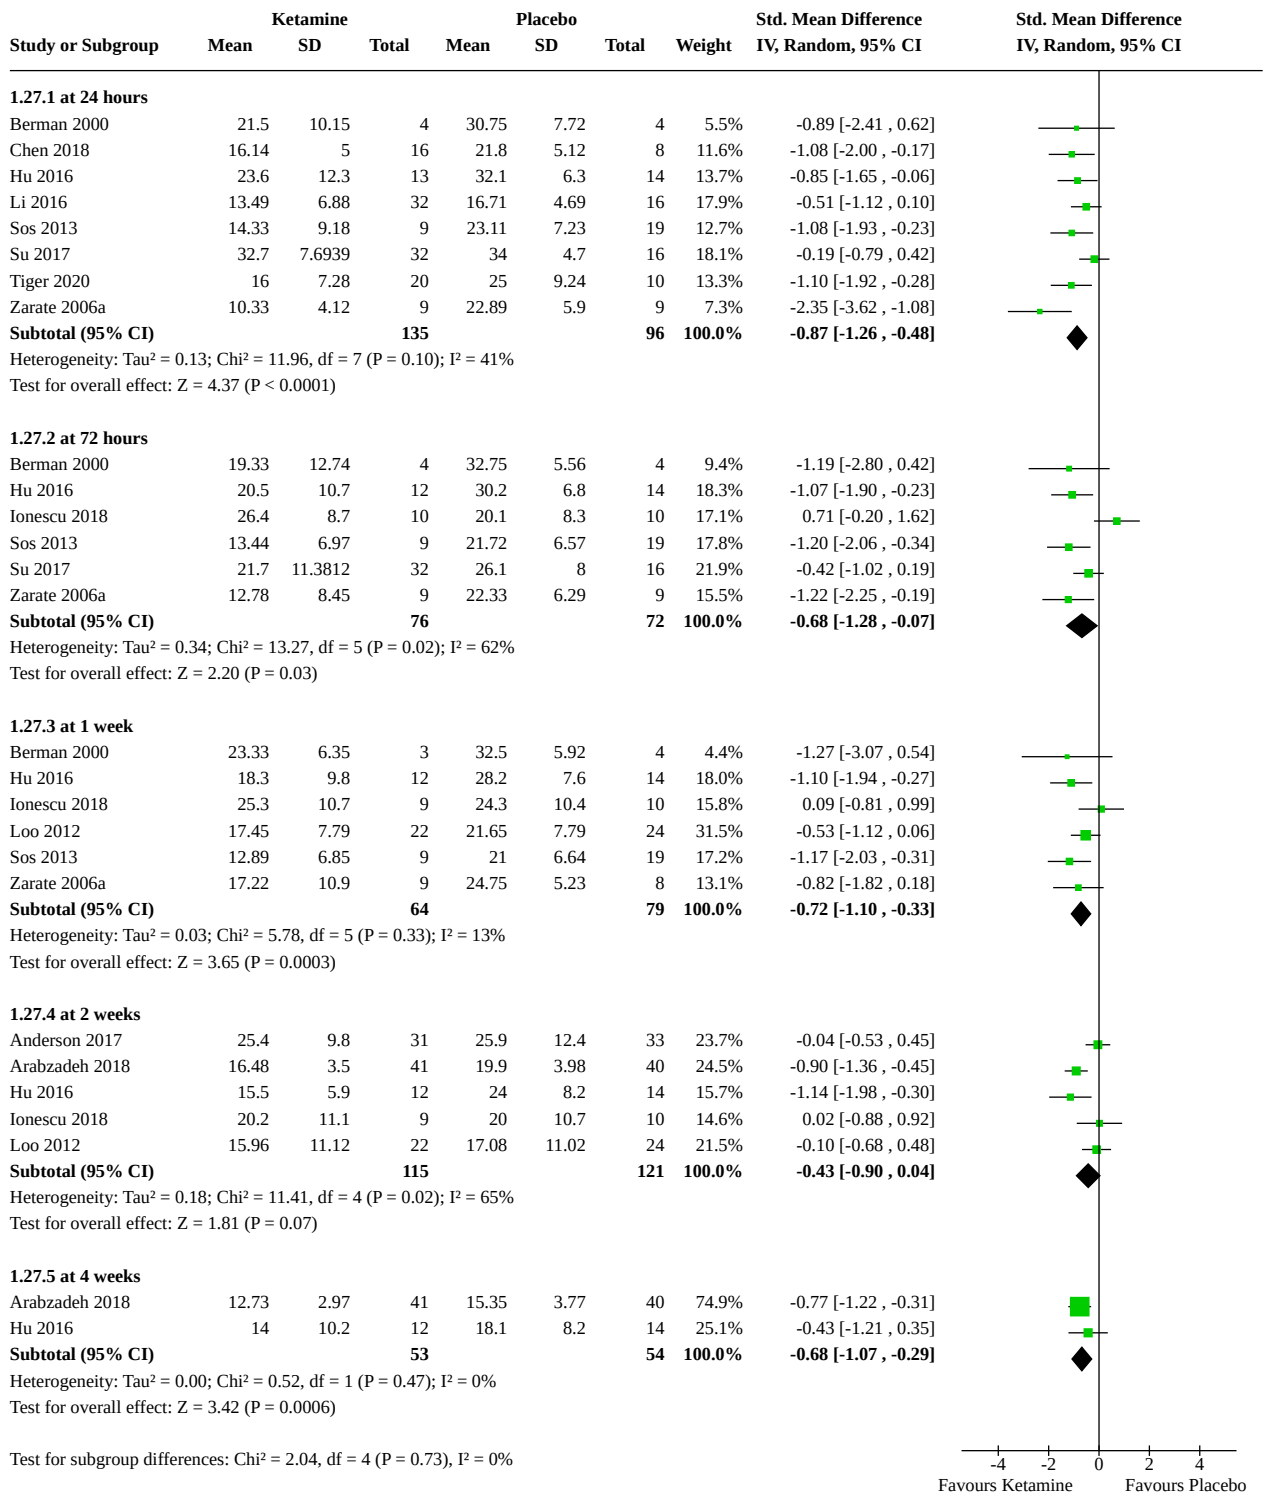 Ketamine Placebo Std. Mean Difference Std. Mean Difference
Study or Subgroup Mean SD Total Mean SD Total Weight IV, Random, 95% CI IV, Random, 95% CI
1.27.1 at 24 hours
Berman 2000 21.5 10.15 4 30.75 7.72 4 5.5% -0.89 [-2.41 , 0.62]
Chen 2018 16.14 5 16 21.8 5.12 8 11.6% -1.08 [-2.00 , -0.17]
Hu 2016 23.6 12.3 13 32.1 6.3 14 13.7% -0.85 [-1.65 , -0.06]
Li 2016 13.49 6.88 32 16.71 4.69 16 17.9% -0.51 [-1.12 , 0.10]
Sos 2013 14.33 9.18 9 23.11 7.23 19 12.7% -1.08 [-1.93 , -0.23]
Su 2017 32.7 7.6939 32 34 4.7 16 18.1% -0.19 [-0.79 , 0.42]
Tiger 2020 16 7.28 20 25 9.24 10 13.3% -1.10 [-1.92 , -0.28]
Zarate 2006a 10.33 4.12 9 22.89 5.9 9 7.3% -2.35 [-3.62 , -1.08]
Subtotal (95% CI) 135 96 100.0% -0.87 [-1.26 , -0.48]
Heterogeneity: Tau² = 0.13; Chi² = 11.96, df = 7 (P = 0.10); I² = 41%
Test for overall effect: Z = 4.37 (P < 0.0001)
1.27.2 at 72 hours
Berman 2000 19.33 12.74 4 32.75 5.56 4 9.4% -1.19 [-2.80 , 0.42]
Hu 2016 20.5 10.7 12 30.2 6.8 14 18.3% -1.07 [-1.90 , -0.23]
Ionescu 2018 26.4 8.7 10 20.1 8.3 10 17.1% 0.71 [-0.20 , 1.62]
Sos 2013 13.44 6.97 9 21.72 6.57 19 17.8% -1.20 [-2.06 , -0.34]
Su 2017 21.7 11.3812 32 26.1 8 16 21.9% -0.42 [-1.02 , 0.19]
Zarate 2006a 12.78 8.45 9 22.33 6.29 9 15.5% -1.22 [-2.25 , -0.19]
Subtotal (95% CI) 76 72 100.0% -0.68 [-1.28 , -0.07]
Heterogeneity: Tau² = 0.34; Chi² = 13.27, df = 5 (P = 0.02); I² = 62%
Test for overall effect: Z = 2.20 (P = 0.03)
1.27.3 at 1 week
Berman 2000 23.33 6.35 3 32.5 5.92 4 4.4% -1.27 [-3.07 , 0.54]
Hu 2016 18.3 9.8 12 28.2 7.6 14 18.0% -1.10 [-1.94 , -0.27]
Ionescu 2018 25.3 10.7 9 24.3 10.4 10 15.8% 0.09 [-0.81 , 0.99]
Loo 2012 17.45 7.79 22 21.65 7.79 24 31.5% -0.53 [-1.12 , 0.06]
Sos 2013 12.89 6.85 9 21 6.64 19 17.2% -1.17 [-2.03 , -0.31]
Zarate 2006a 17.22 10.9 9 24.75 5.23 8 13.1% -0.82 [-1.82 , 0.18]
Subtotal (95% CI) 64 79 100.0% -0.72 [-1.10 , -0.33]
Heterogeneity: Tau² = 0.03; Chi² = 5.78, df = 5 (P = 0.33); I² = 13%
Test for overall effect: Z = 3.65 (P = 0.0003)
1.27.4 at 2 weeks
Anderson 2017 25.4 9.8 31 25.9 12.4 33 23.7% -0.04 [-0.53 , 0.45]
Arabzadeh 2018 16.48 3.5 41 19.9 3.98 40 24.5% -0.90 [-1.36 , -0.45]
Hu 2016 15.5 5.9 12 24 8.2 14 15.7% -1.14 [-1.98 , -0.30]
Ionescu 2018 20.2 11.1 9 20 10.7 10 14.6% 0.02 [-0.88 , 0.92]
Loo 2012 15.96 11.12 22 17.08 11.02 24 21.5% -0.10 [-0.68 , 0.48]
Subtotal (95% CI) 115 121 100.0% -0.43 [-0.90 , 0.04]
Heterogeneity: Tau² = 0.18; Chi² = 11.41, df = 4 (P = 0.02); I² = 65%
Test for overall effect: Z = 1.81 (P = 0.07)
1.27.5 at 4 weeks
Arabzadeh 2018 12.73 2.97 41 15.35 3.77 40 74.9% -0.77 [-1.22 , -0.31]
Hu 2016 14 10.2 12 18.1 8.2 14 25.1% -0.43 [-1.21 , 0.35]
Subtotal (95% CI) 53 54 100.0% -0.68 [-1.07 , -0.29]
Heterogeneity: Tau² = 0.00; Chi² = 0.52, df = 1 (P = 0.47); I² = 0%
Test for overall effect: Z = 3.42 (P = 0.0006)
Test for subgroup differences: Chi² = 2.04, df = 4 (P = 0.73), I² = 0%
-4 -2 0 2 4
Favours Ketamine Favours Placebo